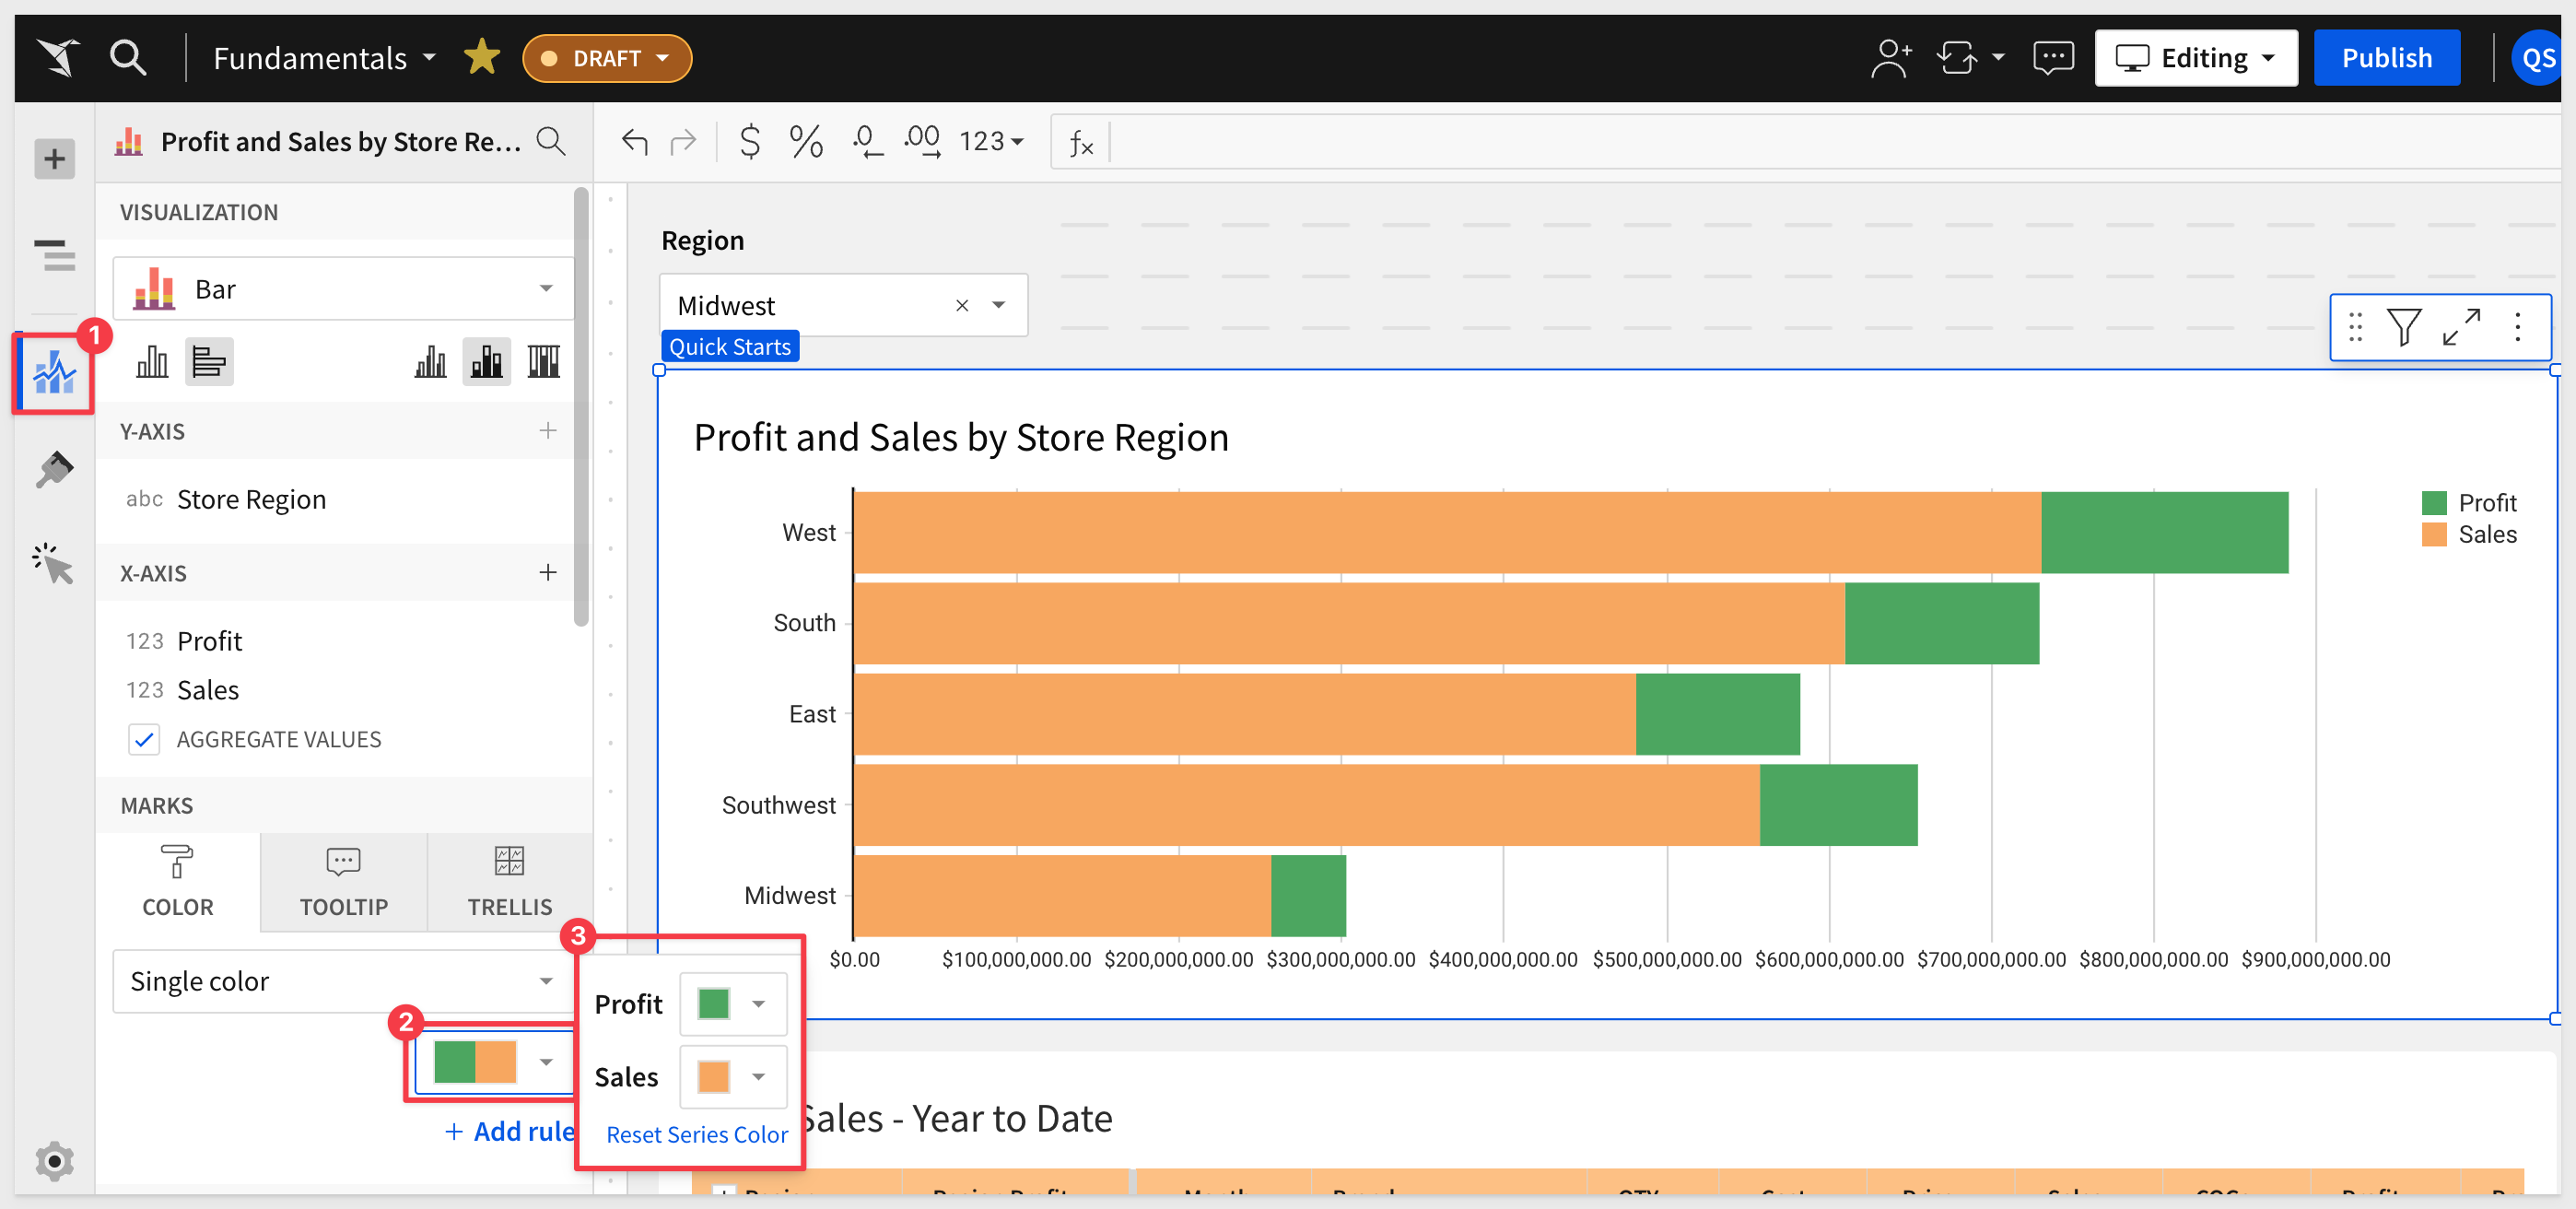 Fundamentals
DRAFT
Editing
Publish
QS
Profit and Sales by Store Re...
.0
.00
123
fx
VISUALIZATION
Bar
1
Y-AXIS
abc Store Region
X-AXIS
123 Profit
123 Sales
AGGREGATE VALUES
MARKS
COLOR
TOOLTIP
TRELLIS
Single color
2
+ Add rule
3
Profit
Sales
Reset Series Color
Region
Midwest
Quick Starts
Profit and Sales by Store Region
Profit
Sales
West
South
East
Southwest
Midwest
$0.00 $100,000,000.00 $200,000,000.00 $300,000,000.00 $400,000,000.00 $500,000,000.00 $600,000,000.00 $700,000,000.00 $800,000,000.00 $900,000,000.00
Sales - Year to Date